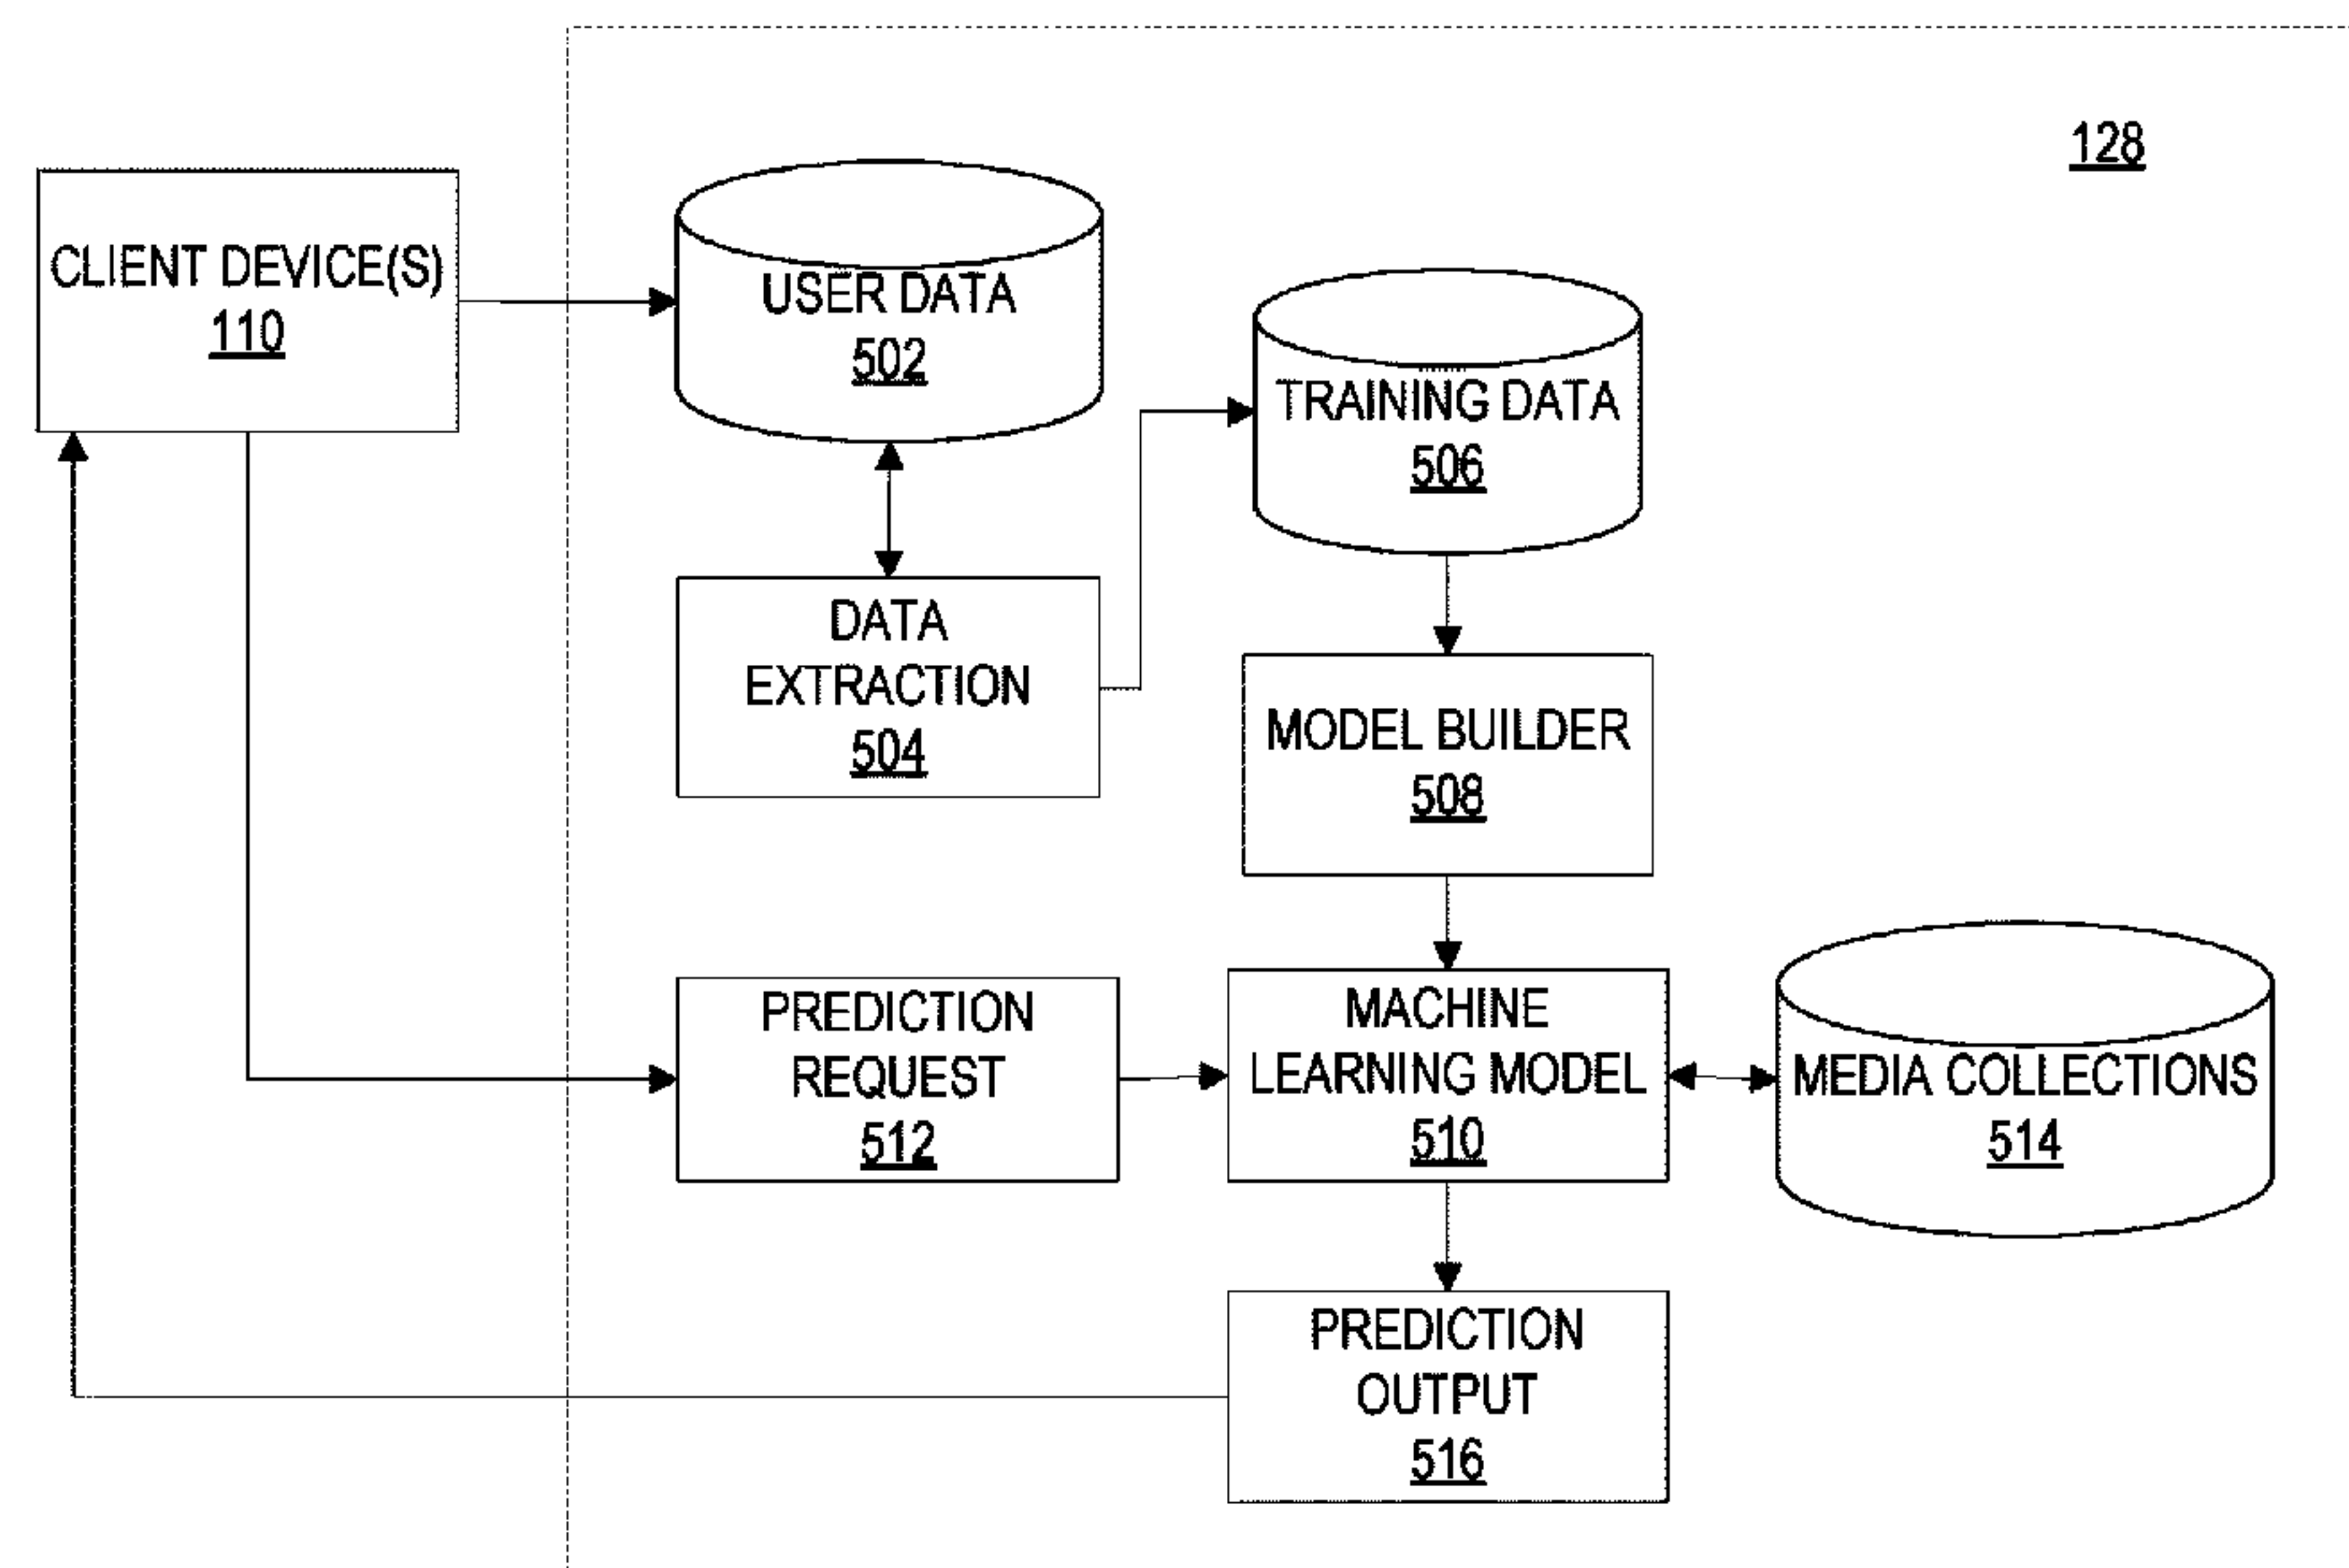 128
CLIENT DEVICE(S)
110
USER DATA
502
TRAINING DATA
506
DATA
EXTRACTION
504
MODEL BUILDER
508
PREDICTION
REQUEST
512
MACHINE
LEARNING MODEL
510
MEDIA COLLECTIONS
514
PREDICTION
OUTPUT
516